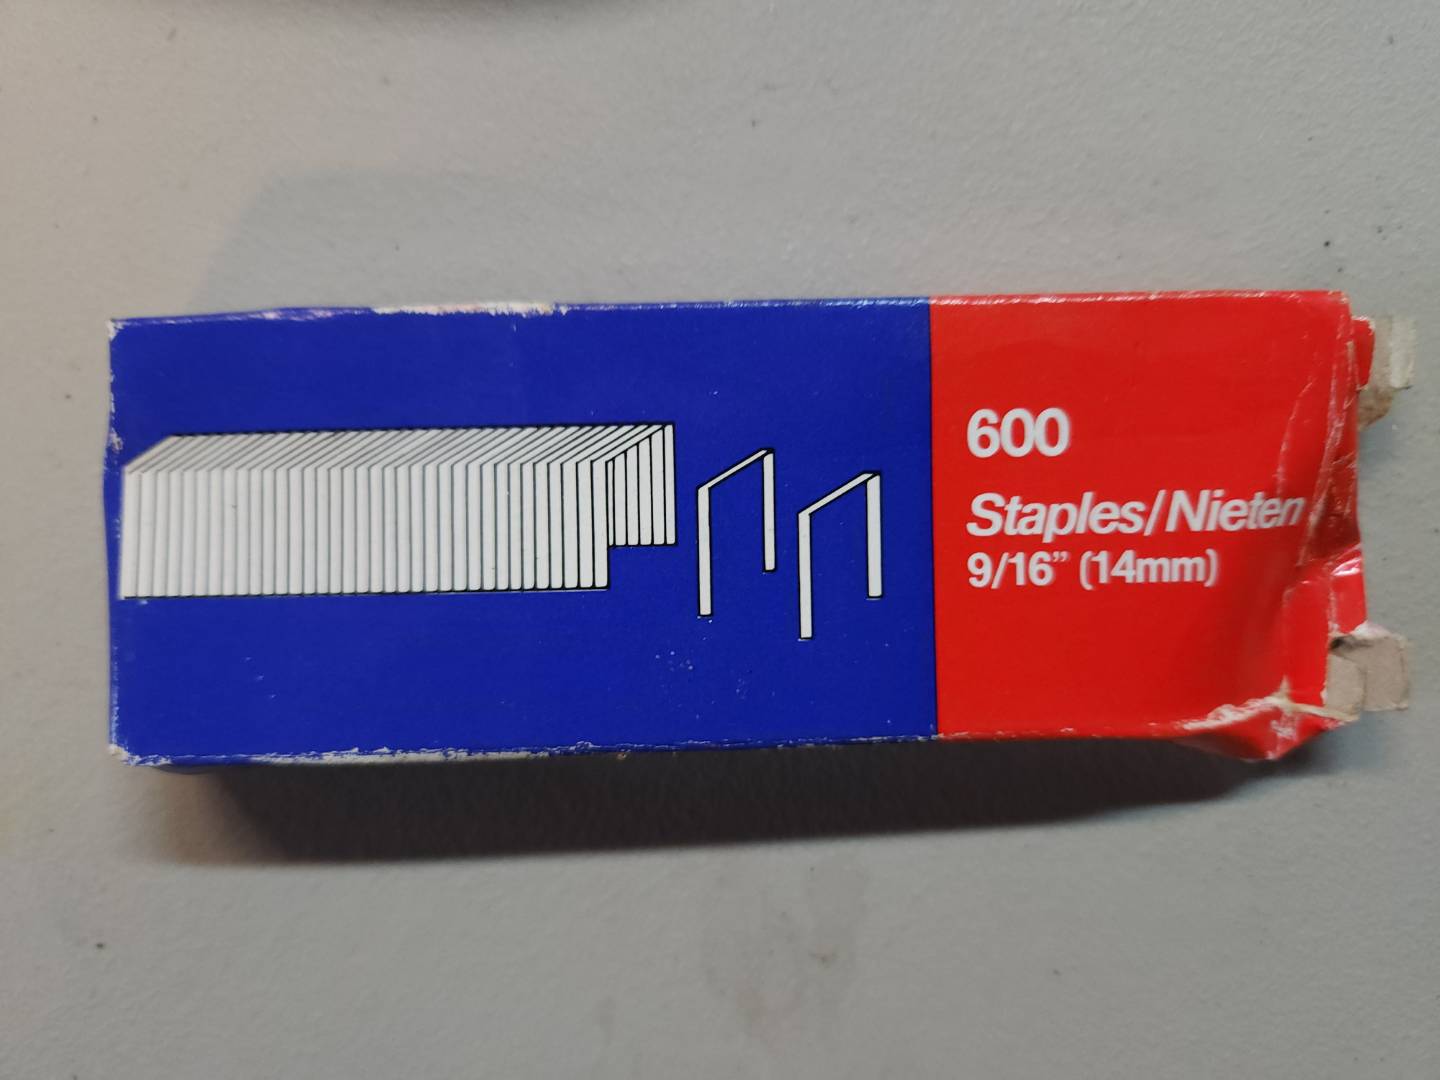 600
Staples/Nieten
9/16” (14mm)